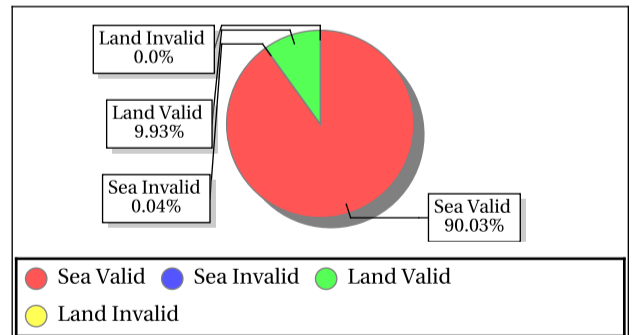 Land Invalid
0.0%
Land Valid
9.93%
Sea Invalid
0.04%
Sea Valid
90.03%
Sea Valid Sea Invalid Land Valid
Land Invalid